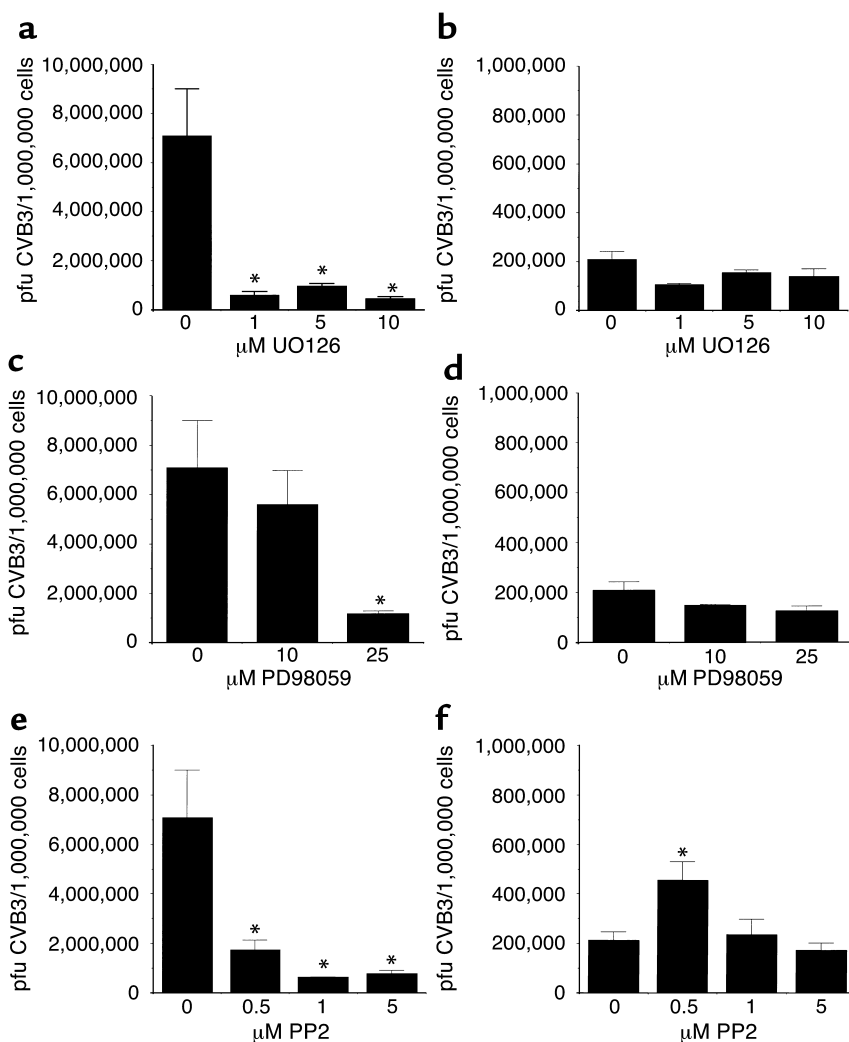 a
pfu CVB3/1,000,000 cells
10,000,000
8,000,000
6,000,000
4,000,000
2,000,000
0
* * *
0 1 5 10
μM UO126
b
pfu CVB3/1,000,000 cells
1,000,000
800,000
600,000
400,000
200,000
0
0 1 5 10
μM UO126
c
pfu CVB3/1,000,000 cells
10,000,000
8,000,000
6,000,000
4,000,000
2,000,000
0
*
0 10 25
μM PD98059
d
pfu CVB3/1,000,000 cells
1,000,000
800,000
600,000
400,000
200,000
0
0 10 25
μM PD98059
e
pfu CVB3/1,000,000 cells
10,000,000
8,000,000
6,000,000
4,000,000
2,000,000
0
* * *
0 0.5 1 5
μM PP2
f
pfu CVB3/1,000,000 cells
1,000,000
800,000
600,000
400,000
200,000
0
*
0 0.5 1 5
μM PP2